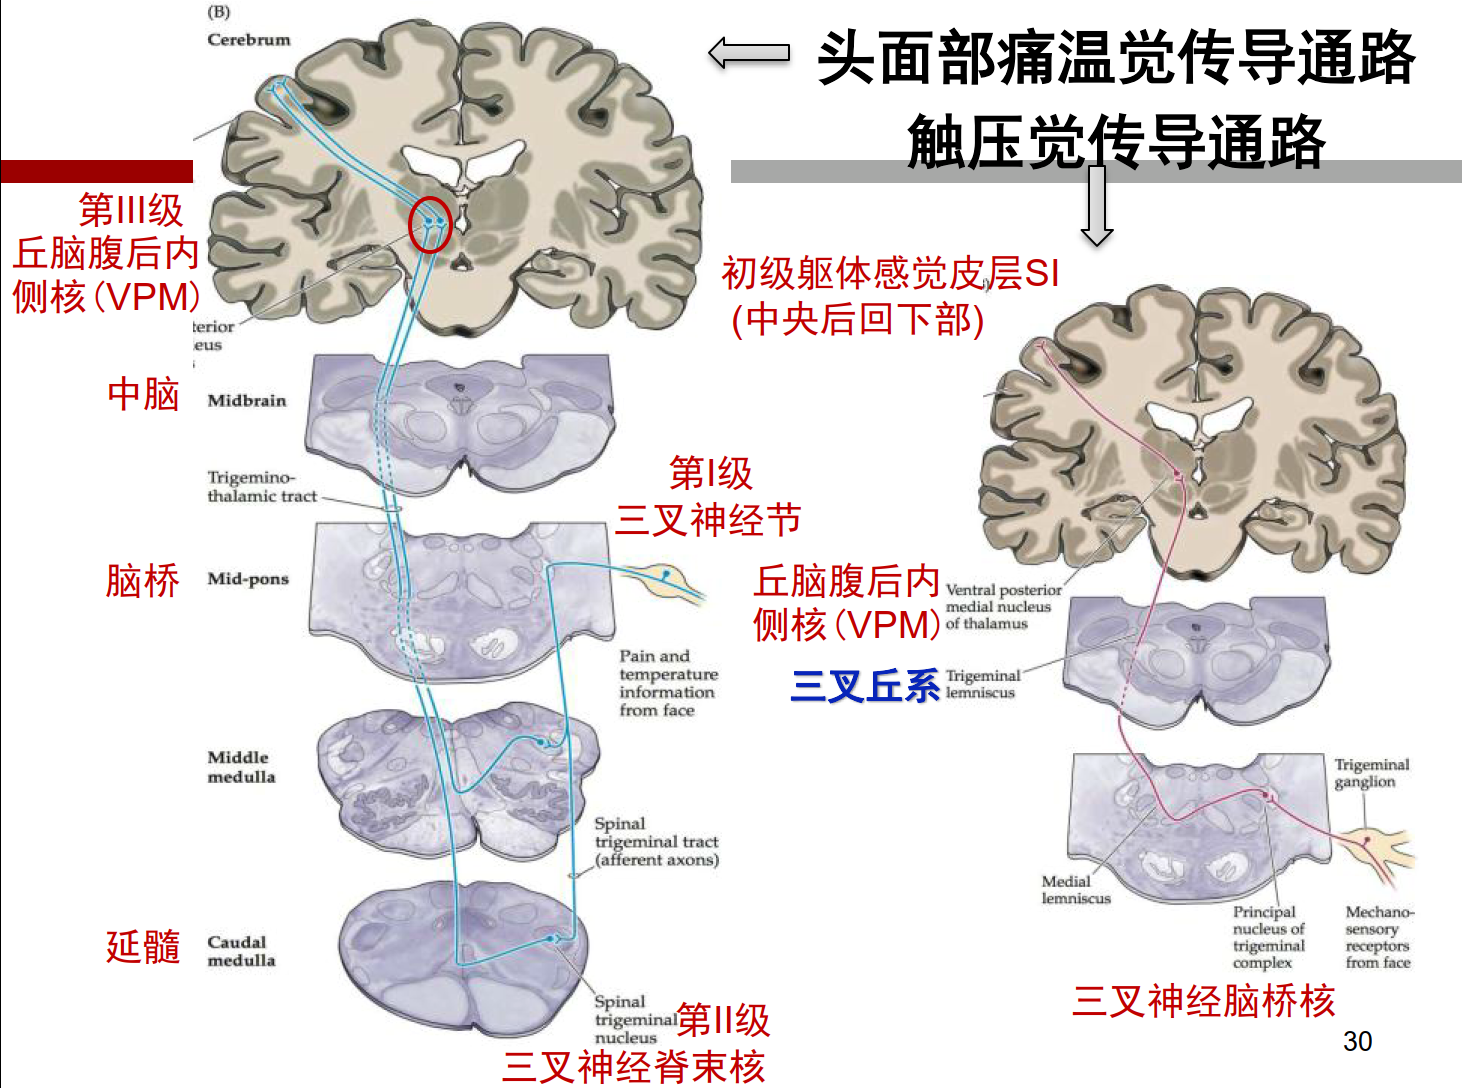 (B)
Cerebrum
头面部痛温觉传导通路
触压觉传导通路
第III级
丘脑腹后内
侧核(VPM)
terior
leus
初级躯体感觉皮层SI
(中央后回下部)
中脑
Midbrain
Trigemino-
thalamic tract
第I级
三叉神经节
脑桥
Mid-pons
Pain and
temperature
information
from face
丘脑腹后内
侧核(VPM)
Ventral posterior
medial nucleus
of thalamus
三叉丘系
Trigeminal
lemniscus
Middle
medulla
Spinal
trigeminal tract
(afferent axons)
Trigeminal
ganglion
Medial
lemniscus
Principal
nucleus of
trigeminal
complex
Mechano-
sensory
receptors
from face
三叉神经脑桥核
延髓
Caudal
medulla
Spinal
trigeminal
nucleus
第II级
三叉神经脊束核
30